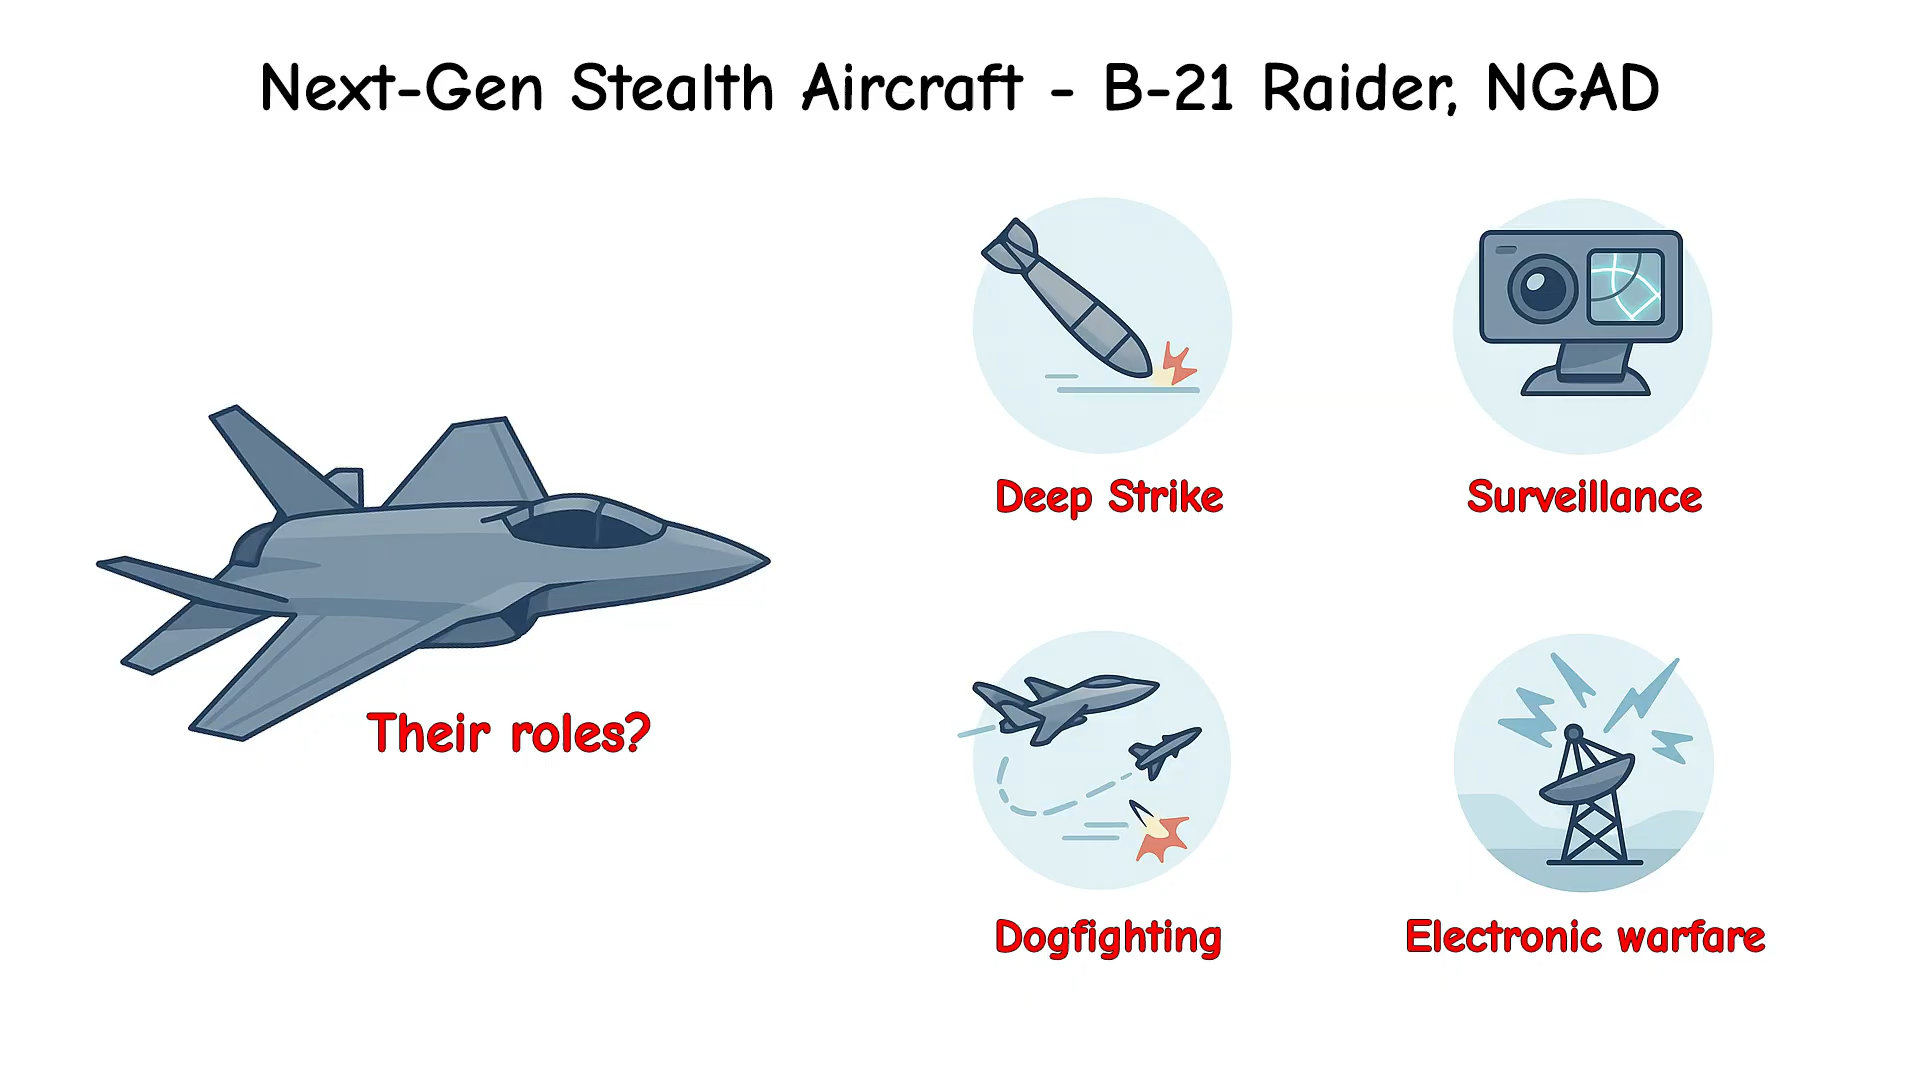 Next-Gen Stealth Aircraft - B-21 Raider, NGAD
Deep Strike
Surveillance
Their roles?
Dogfighting
Electronic warfare